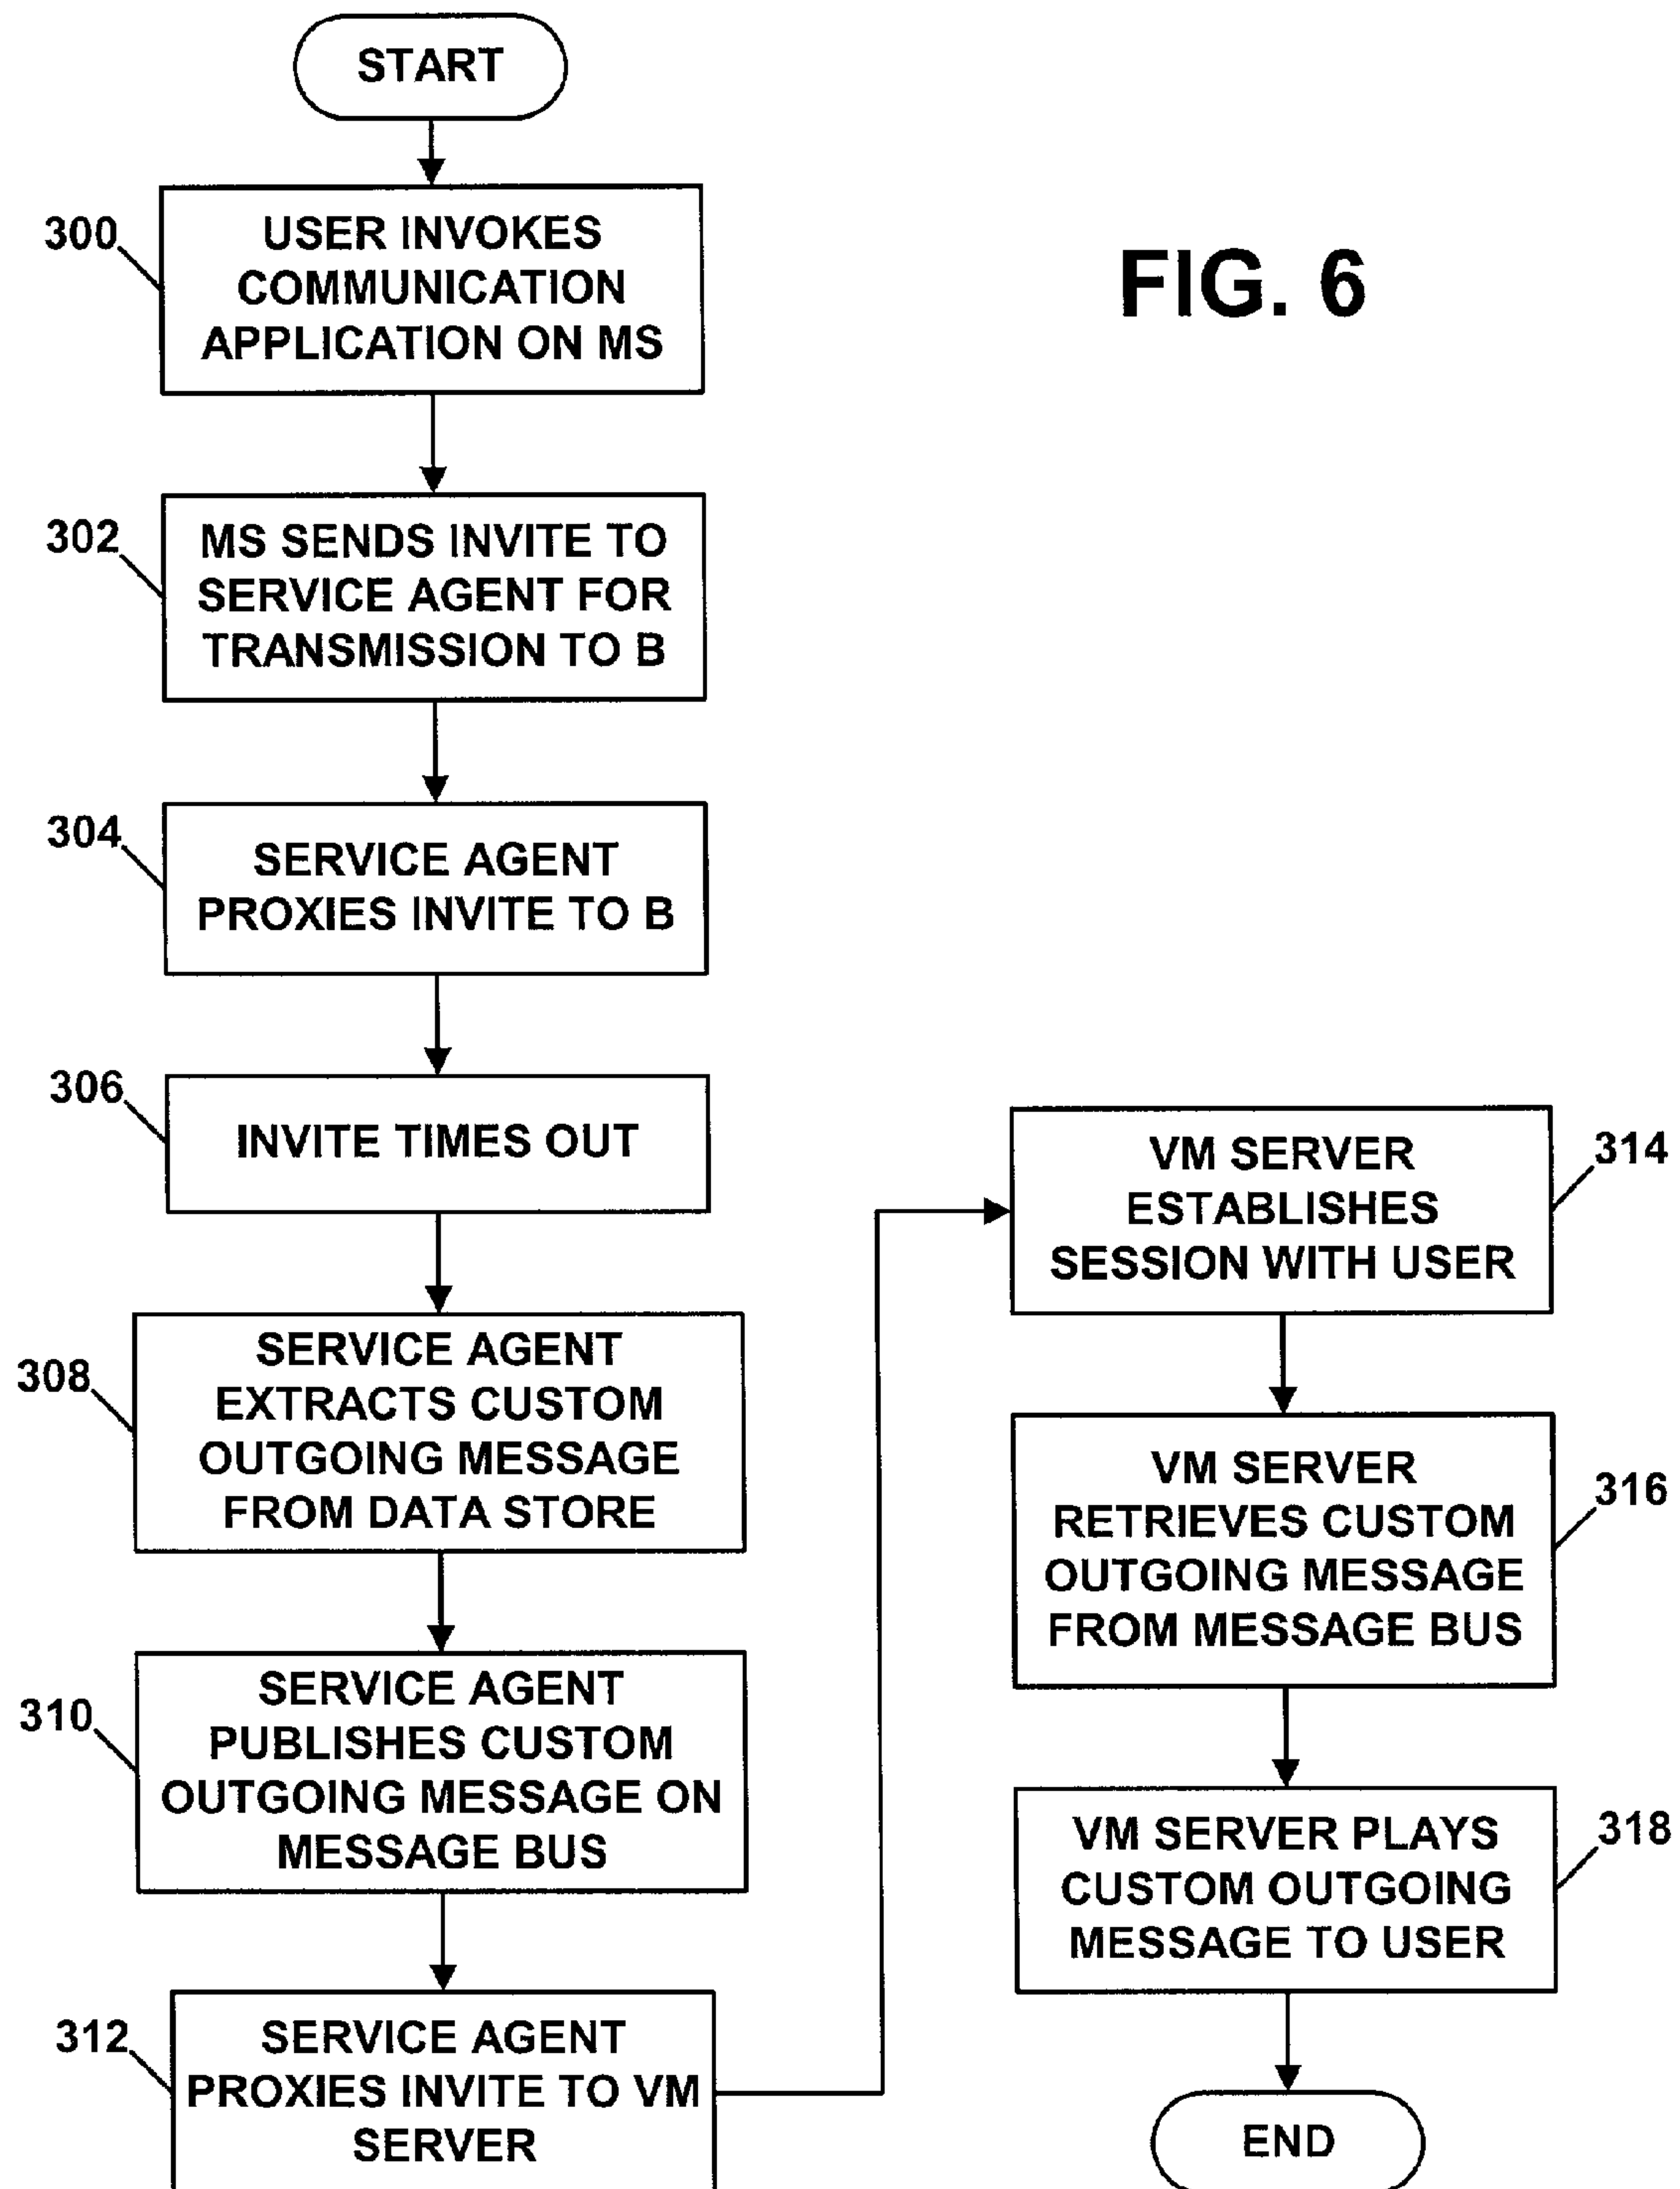 START
300
USER INVOKES
COMMUNICATION
APPLICATION ON MS
FIG. 6
302
MS SENDS INVITE TO
SERVICE AGENT FOR
TRANSMISSION TO B
304
SERVICE AGENT
PROXIES INVITE TO B
306
INVITE TIMES OUT
308
SERVICE AGENT
EXTRACTS CUSTOM
OUTGOING MESSAGE
FROM DATA STORE
310
SERVICE AGENT
PUBLISHES CUSTOM
OUTGOING MESSAGE ON
MESSAGE BUS
312
SERVICE AGENT
PROXIES INVITE TO VM
SERVER
314
VM SERVER
ESTABLISHES
SESSION WITH USER
316
VM SERVER
RETRIEVES CUSTOM
OUTGOING MESSAGE
FROM MESSAGE BUS
318
VM SERVER PLAYS
CUSTOM OUTGOING
MESSAGE TO USER
END